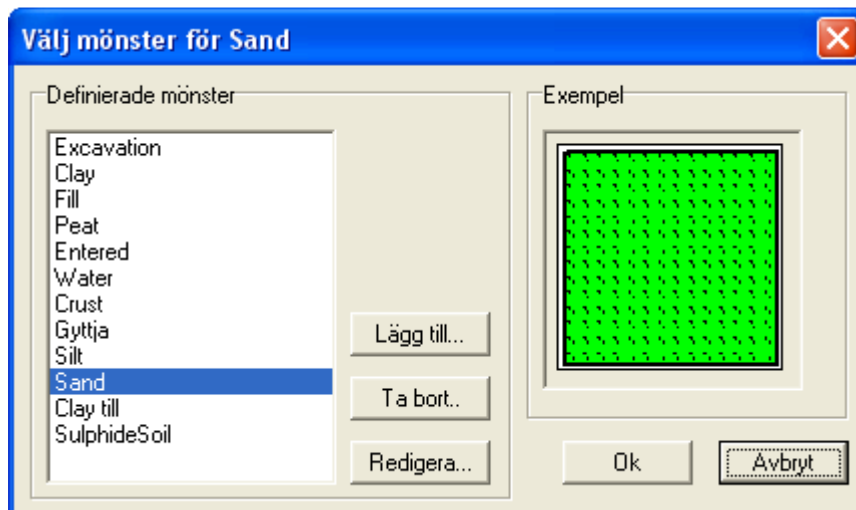 Välj mönster för Sand
Definierade mönster
Excavation
Clay
Fill
Peat
Entered
Water
Crust
Gyttja
Silt
Sand
Clay till
SulphideSoil
Lägg till...
Ta bort..
Redigera...
Exempel
Ok
Avbryt